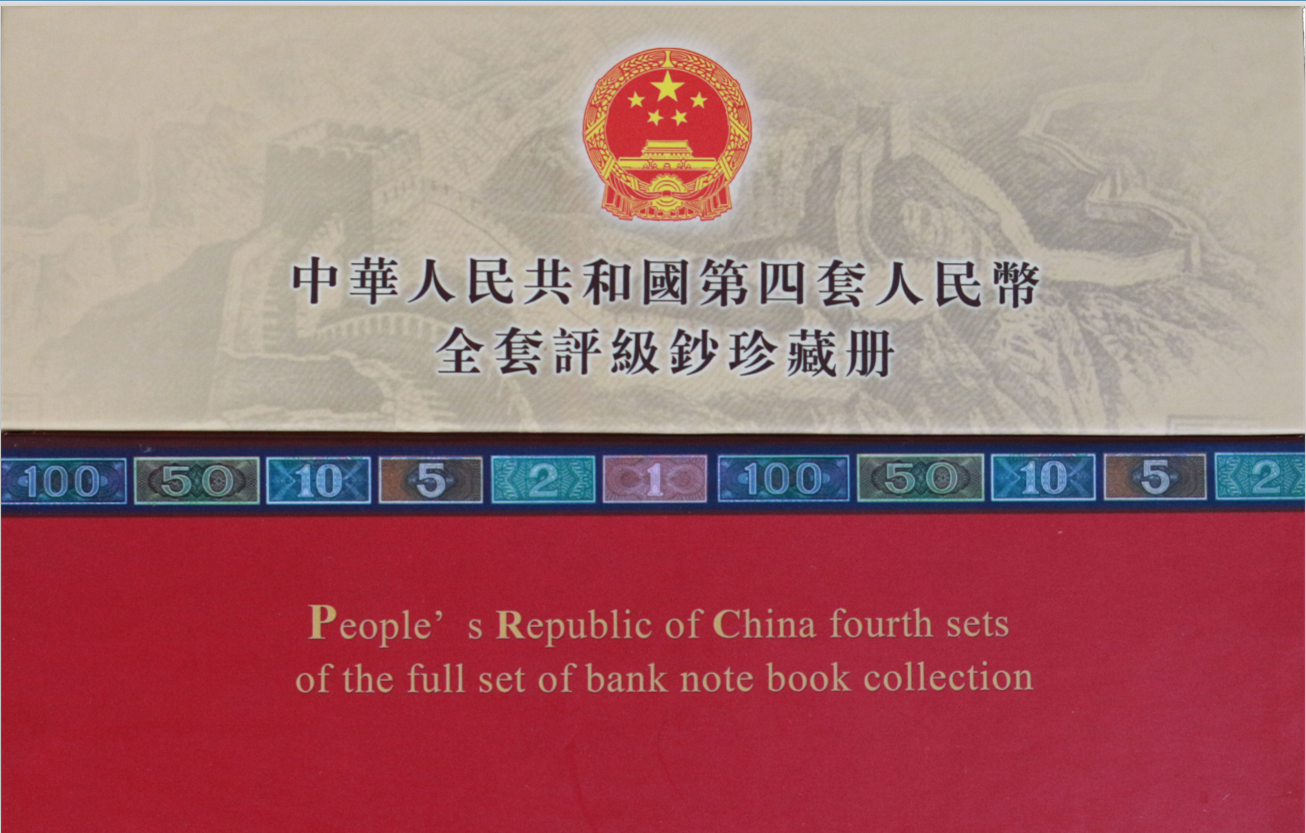 中華人民共和國第四套人民幣
全套評級鈔珍藏册
100 50 10 5 2 1 100 50 10 5 2
People’ s Republic of China fourth sets
of the full set of bank note book collection